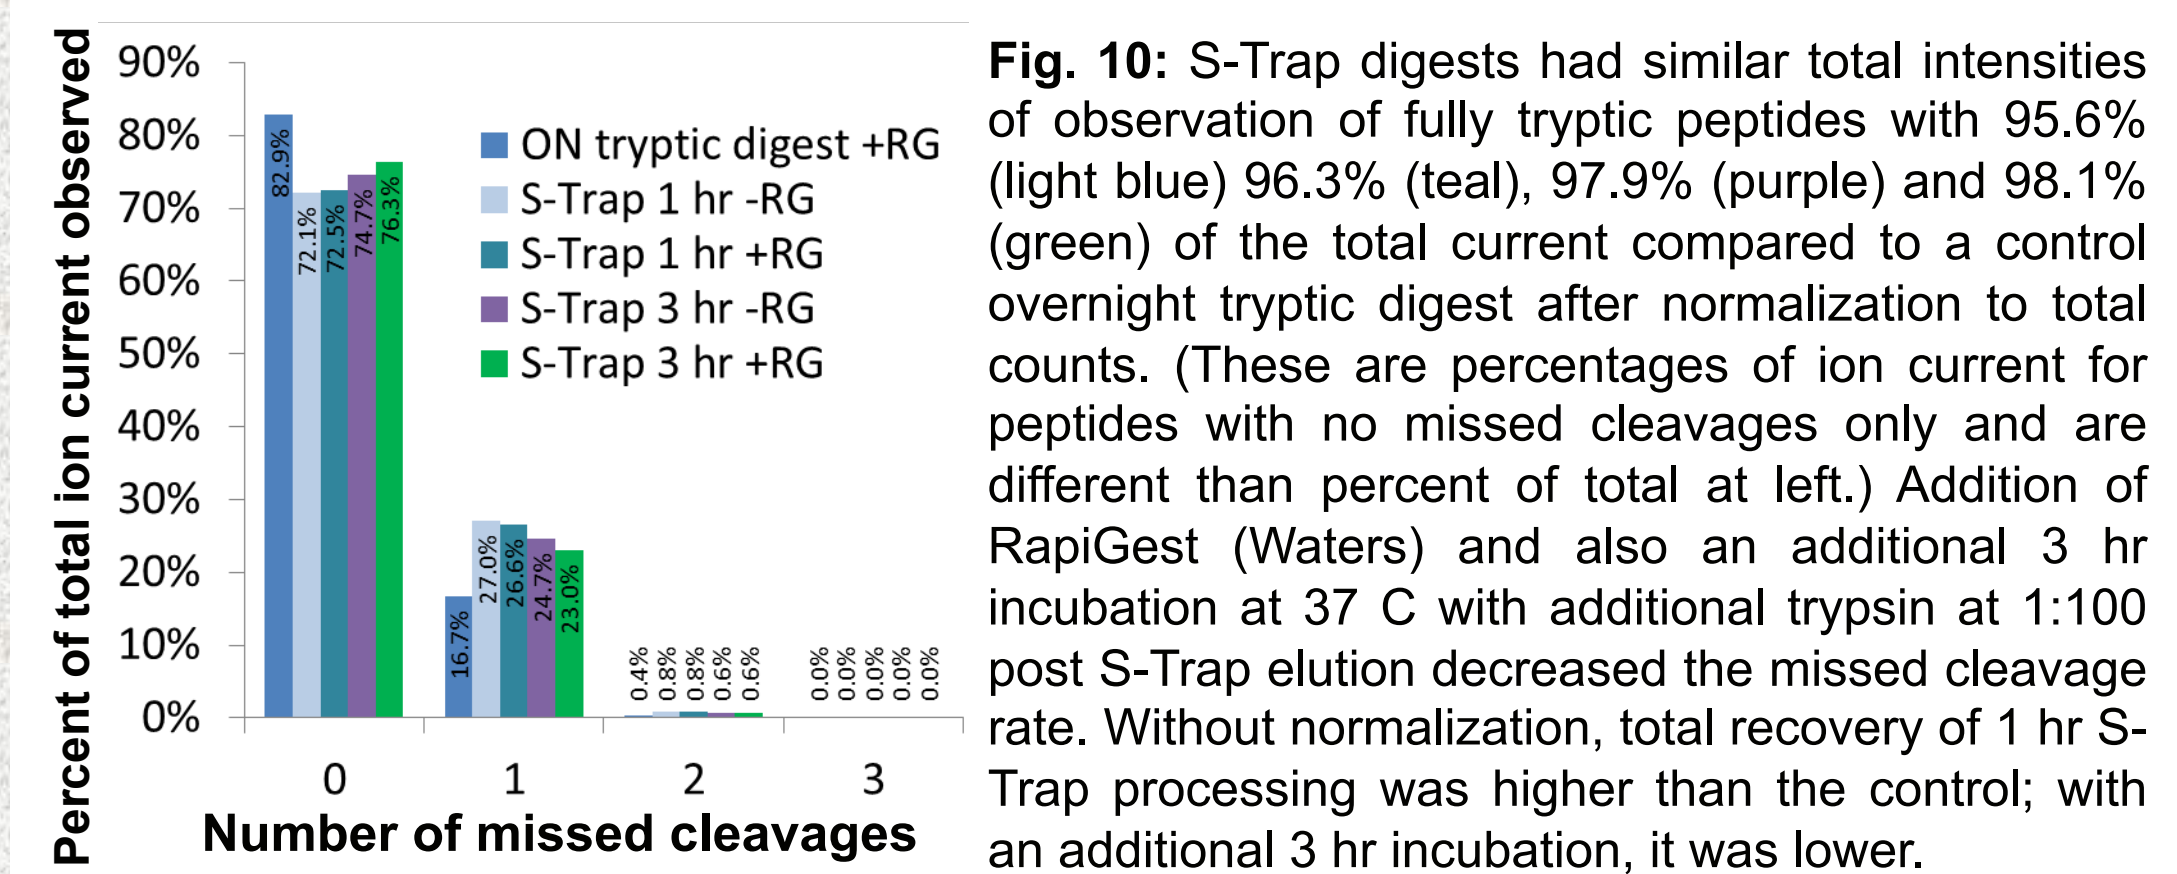 Percent of total ion current observed
90%
80%
70%
60%
50%
40%
30%
20%
10%
0%
ON tryptic digest +RG
S-Trap 1 hr -RG
S-Trap 1 hr +RG
S-Trap 3 hr -RG
S-Trap 3 hr +RG
82.9%
72.1%
72.5%
74.7%
76.3%
16.7%
27.0%
26.6%
24.7%
23.0%
0.4%
0.8%
0.8%
0.6%
0.6%
0.0%
0.0%
0.0%
0.0%
0.0%
0 1 2 3
Number of missed cleavages
Fig. 10: S-Trap digests had similar total intensities
of observation of fully tryptic peptides with 95.6%
(light blue) 96.3% (teal), 97.9% (purple) and 98.1%
(green) of the total current compared to a control
overnight tryptic digest after normalization to total
counts. (These are percentages of ion current for
peptides with no missed cleavages only and are
different than percent of total at left.) Addition of
RapiGest (Waters) and also an additional 3 hr
incubation at 37 C with additional trypsin at 1:100
post S-Trap elution decreased the missed cleavage
rate. Without normalization, total recovery of 1 hr S-
Trap processing was higher than the control; with
an additional 3 hr incubation, it was lower.